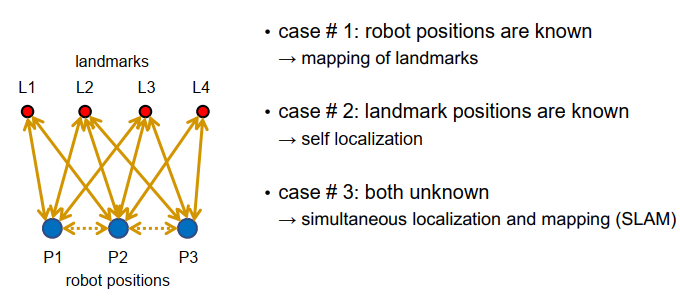 landmarks
L1 L2 L3 L4
P1 P2 P3
robot positions
• case # 1: robot positions are known
→ mapping of landmarks
• case # 2: landmark positions are known
→ self localization
• case # 3: both unknown
→ simultaneous localization and mapping (SLAM)